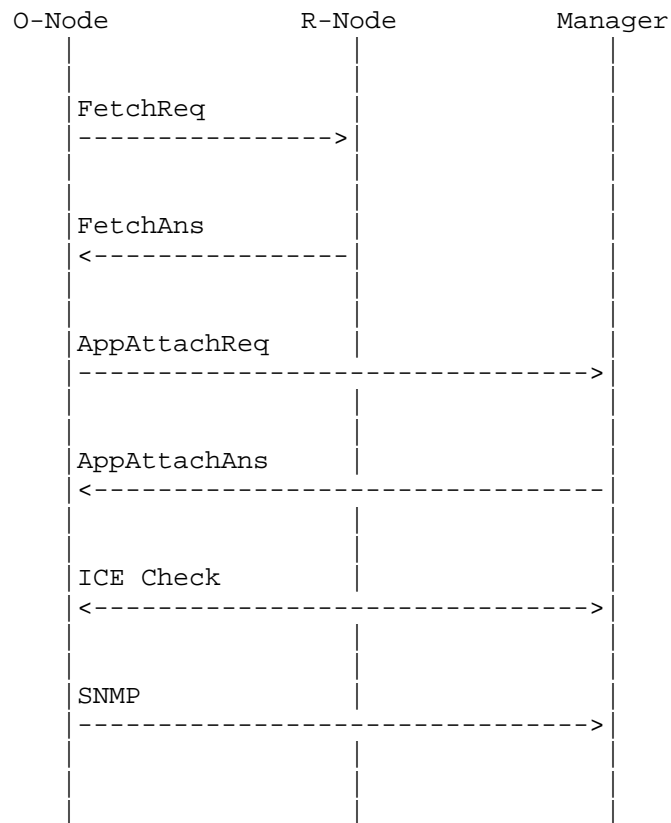 O-Node R-Node Manager
FetchReq
FetchAns
AppAttachReq
AppAttachAns
ICE Check
SNMP